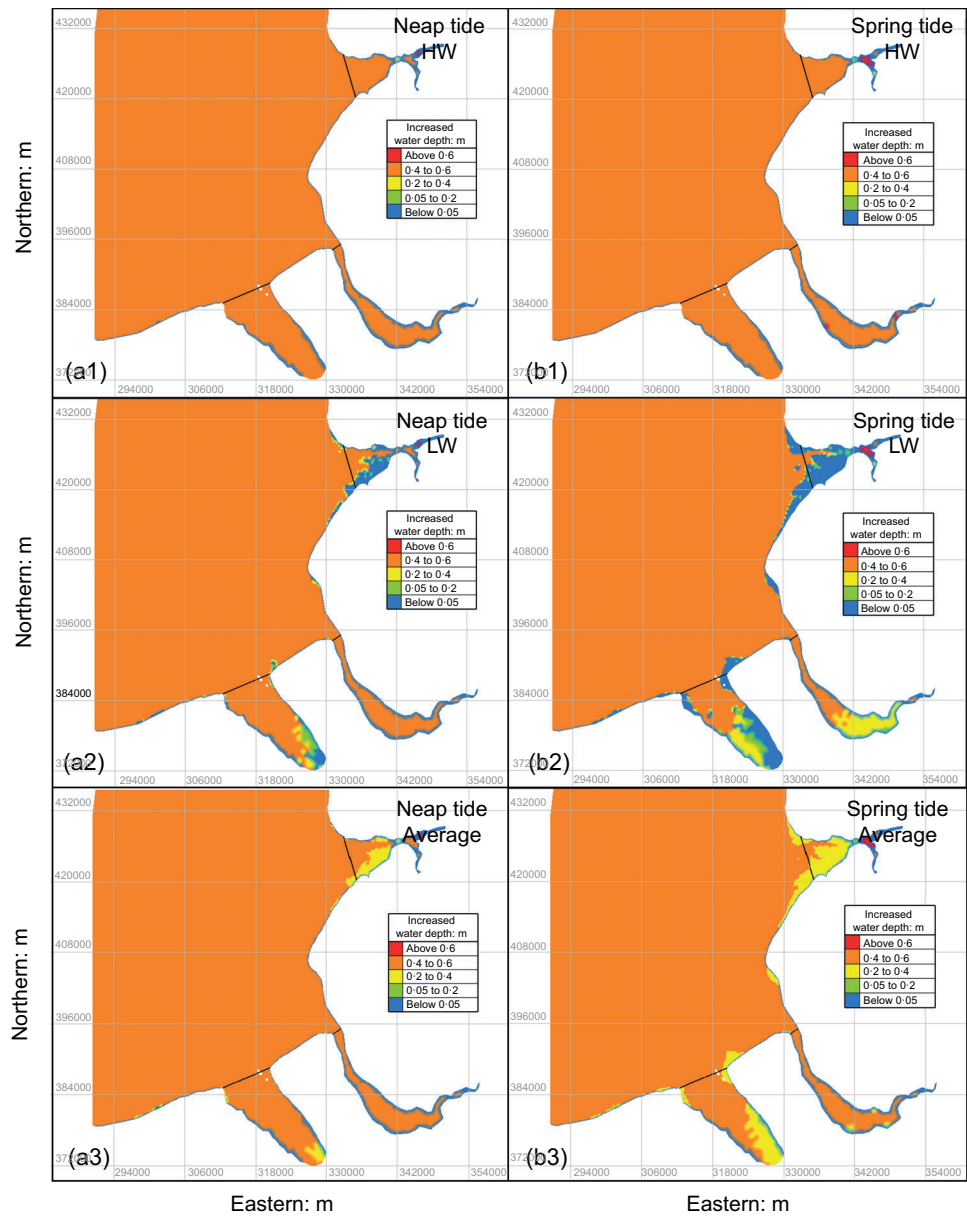 432000
Neap tide
HW
420000
Increased
water depth: m
Above 0·6
0·4 to 0·6
0·2 to 0·4
0·05 to 0·2
Below 0·05
408000
396000
384000
372000
(a1)
294000 306000 318000 330000 342000 354000
Northern: m
432000
Spring tide
HW
420000
Increased
water depth: m
Above 0·6
0·4 to 0·6
0·2 to 0·4
0·05 to 0·2
Below 0·05
408000
396000
384000
372000
(b1)
294000 306000 318000 330000 342000 354000
432000
Neap tide
LW
420000
Increased
water depth: m
Above 0·6
0·4 to 0·6
0·2 to 0·4
0·05 to 0·2
Below 0·05
408000
396000
384000
372000
(a2)
294000 306000 318000 330000 342000 354000
Northern: m
432000
Spring tide
LW
420000
Increased
water depth: m
Above 0·6
0·4 to 0·6
0·2 to 0·4
0·05 to 0·2
Below 0·05
408000
396000
384000
372000
(b2)
294000 306000 318000 330000 342000 354000
432000
Neap tide
Average
420000
Increased
water depth: m
Above 0·6
0·4 to 0·6
0·2 to 0·4
0·05 to 0·2
Below 0·05
408000
396000
384000
372000
(a3)
294000 306000 318000 330000 342000 354000
Northern: m
Eastern: m
432000
Spring tide
Average
420000
Increased
water depth: m
Above 0·6
0·4 to 0·6
0·2 to 0·4
0·05 to 0·2
Below 0·05
408000
396000
384000
372000
(b3)
294000 306000 318000 330000 342000 354000
Eastern: m